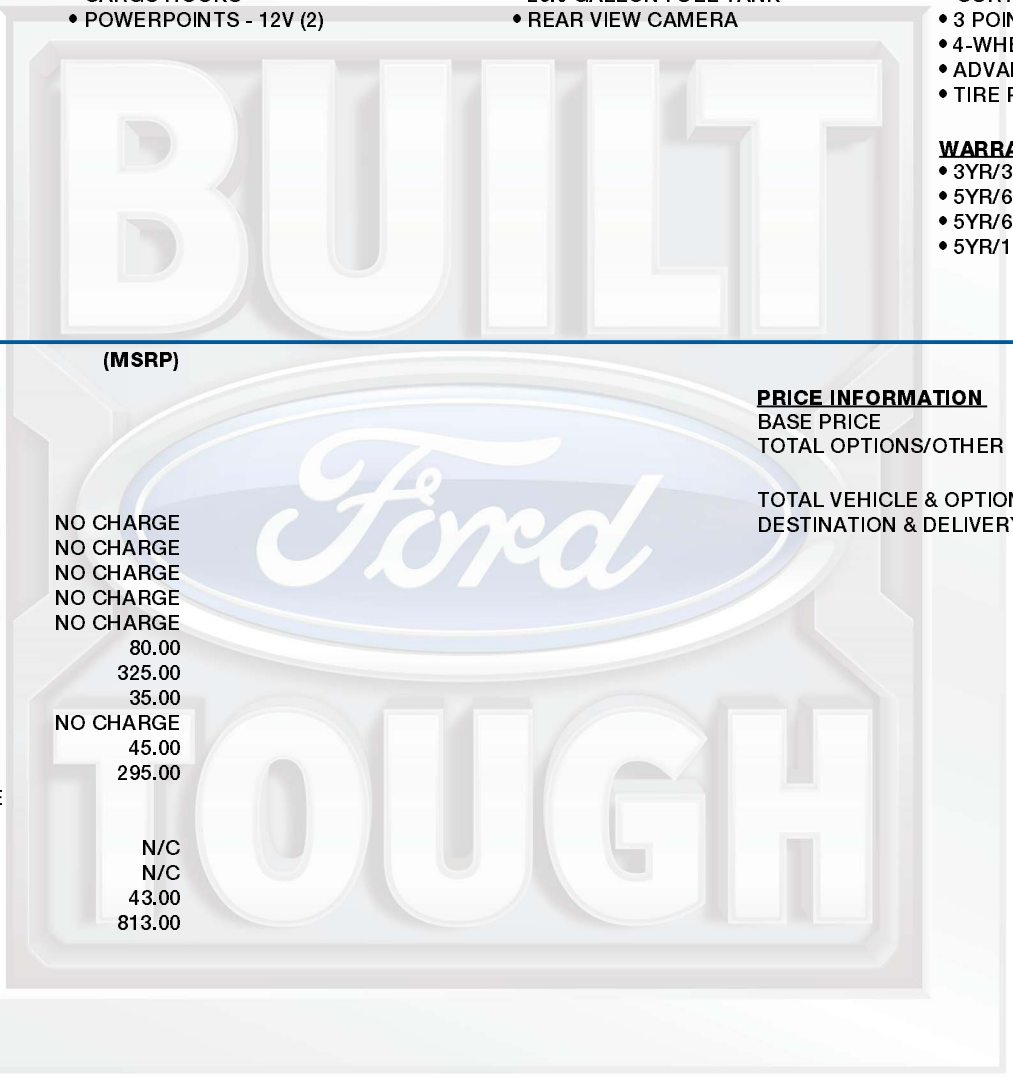 • POWERPOINTS - 12V (2)
• REAR VIEW CAMERA
• 3 POIN
• 4-WHE
• ADVA
• TIRE P
WARRA
• 3YR/3
• 5YR/6
• 5YR/6
• 5YR/1
BUILT
(MSRP)
NO CHARGE
NO CHARGE
NO CHARGE
NO CHARGE
NO CHARGE
80.00
325.00
35.00
NO CHARGE
45.00
295.00
N/C
N/C
43.00
813.00
Ford
PRICE INFORMATION
BASE PRICE
TOTAL OPTIONS/OTHER
TOTAL VEHICLE & OPTION
DESTINATION & DELIVERY
TOUGH